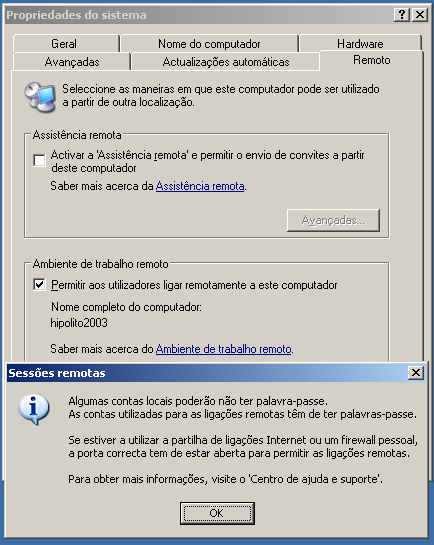 Propriedades do sistema
Geral
Nome do computador
Hardware
Avançadas
Actualizações automáticas
Remoto
Seleccione as maneiras em que este computador pode ser utilizado
a partir de outra localização.
Assistência remota
Activar a 'Assistência remota' e permitir o envio de convites a partir
deste computador
Saber mais acerca da Assistência remota.
Avançadas...
Ambiente de trabalho remoto
Permitir aos utilizadores ligar remotamente a este computador
Nome completo do computador:
hipolito2003
Saber mais acerca do Ambiente de trabalho remoto.
Sessões remotas
Algumas contas locais poderão não ter palavra-passe.
As contas utilizadas para as ligações remotas têm de ter palavras-passe.
Se estiver a utilizar a partilha de ligações Internet ou um firewall pessoal,
a porta correcta tem de estar aberta para permitir as ligações remotas.
Para obter mais informações, visite o 'Centro de ajuda e suporte'.
OK